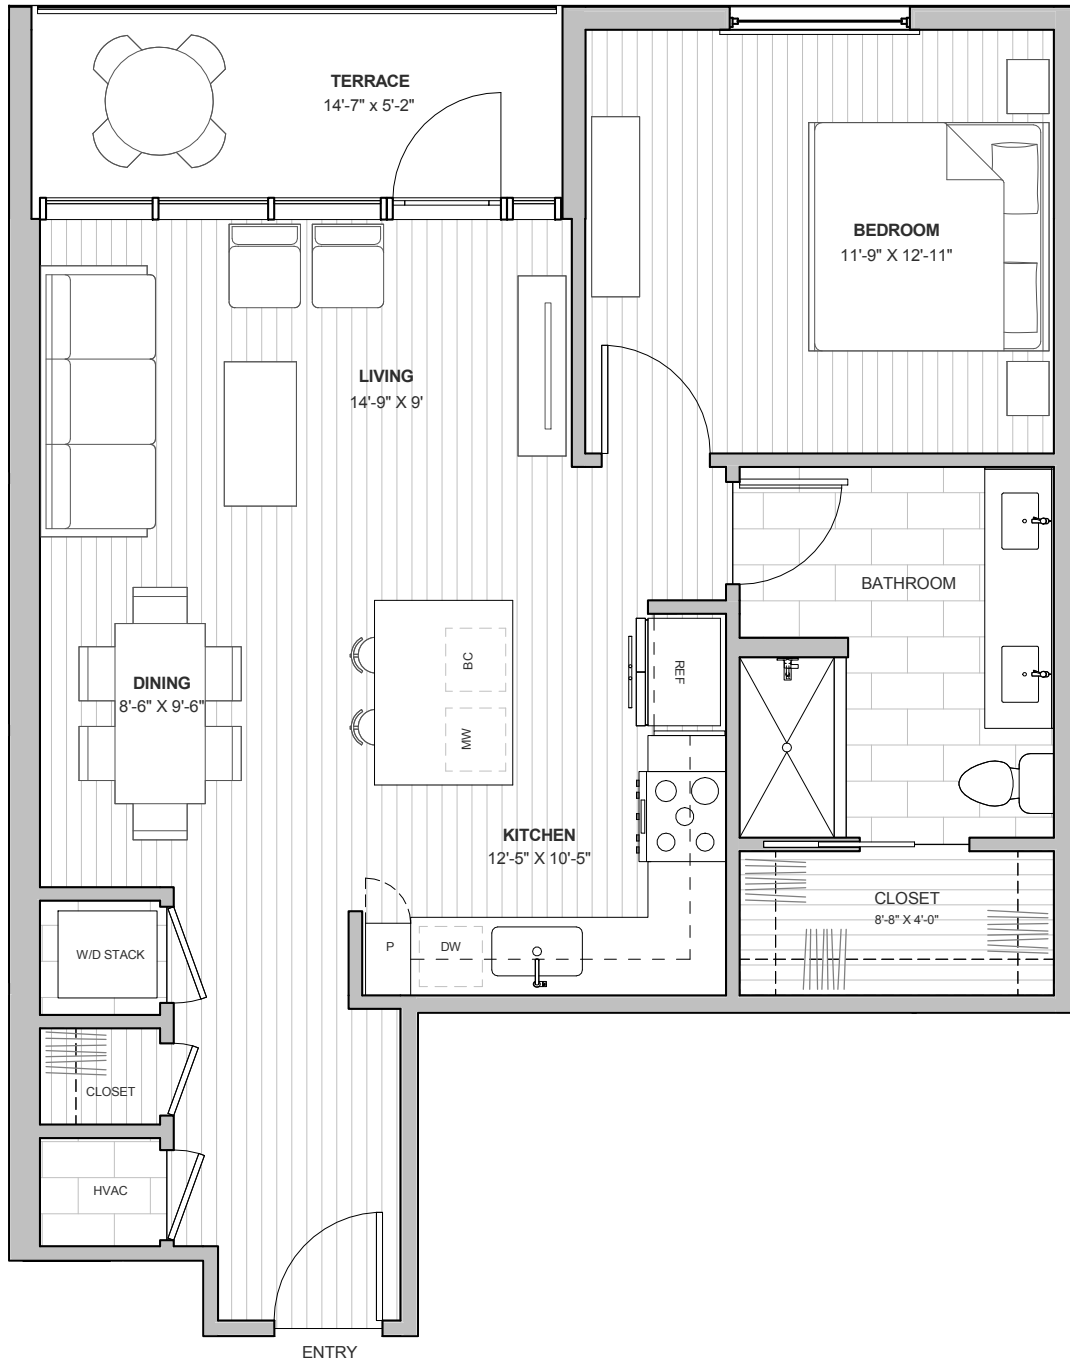 TERRACE
14'-7" x 5'-2"
BEDROOM
11'-9" X 12'-11"
LIVING
14'-9" X 9'
BATHROOM
DINING
8'-6" X 9'-6"
BC
MW
REF
KITCHEN
12'-5" X 10'-5"
CLOSET
8'-8" X 4'-0"
W/D STACK
P
DW
CLOSET
HVAC
ENTRY